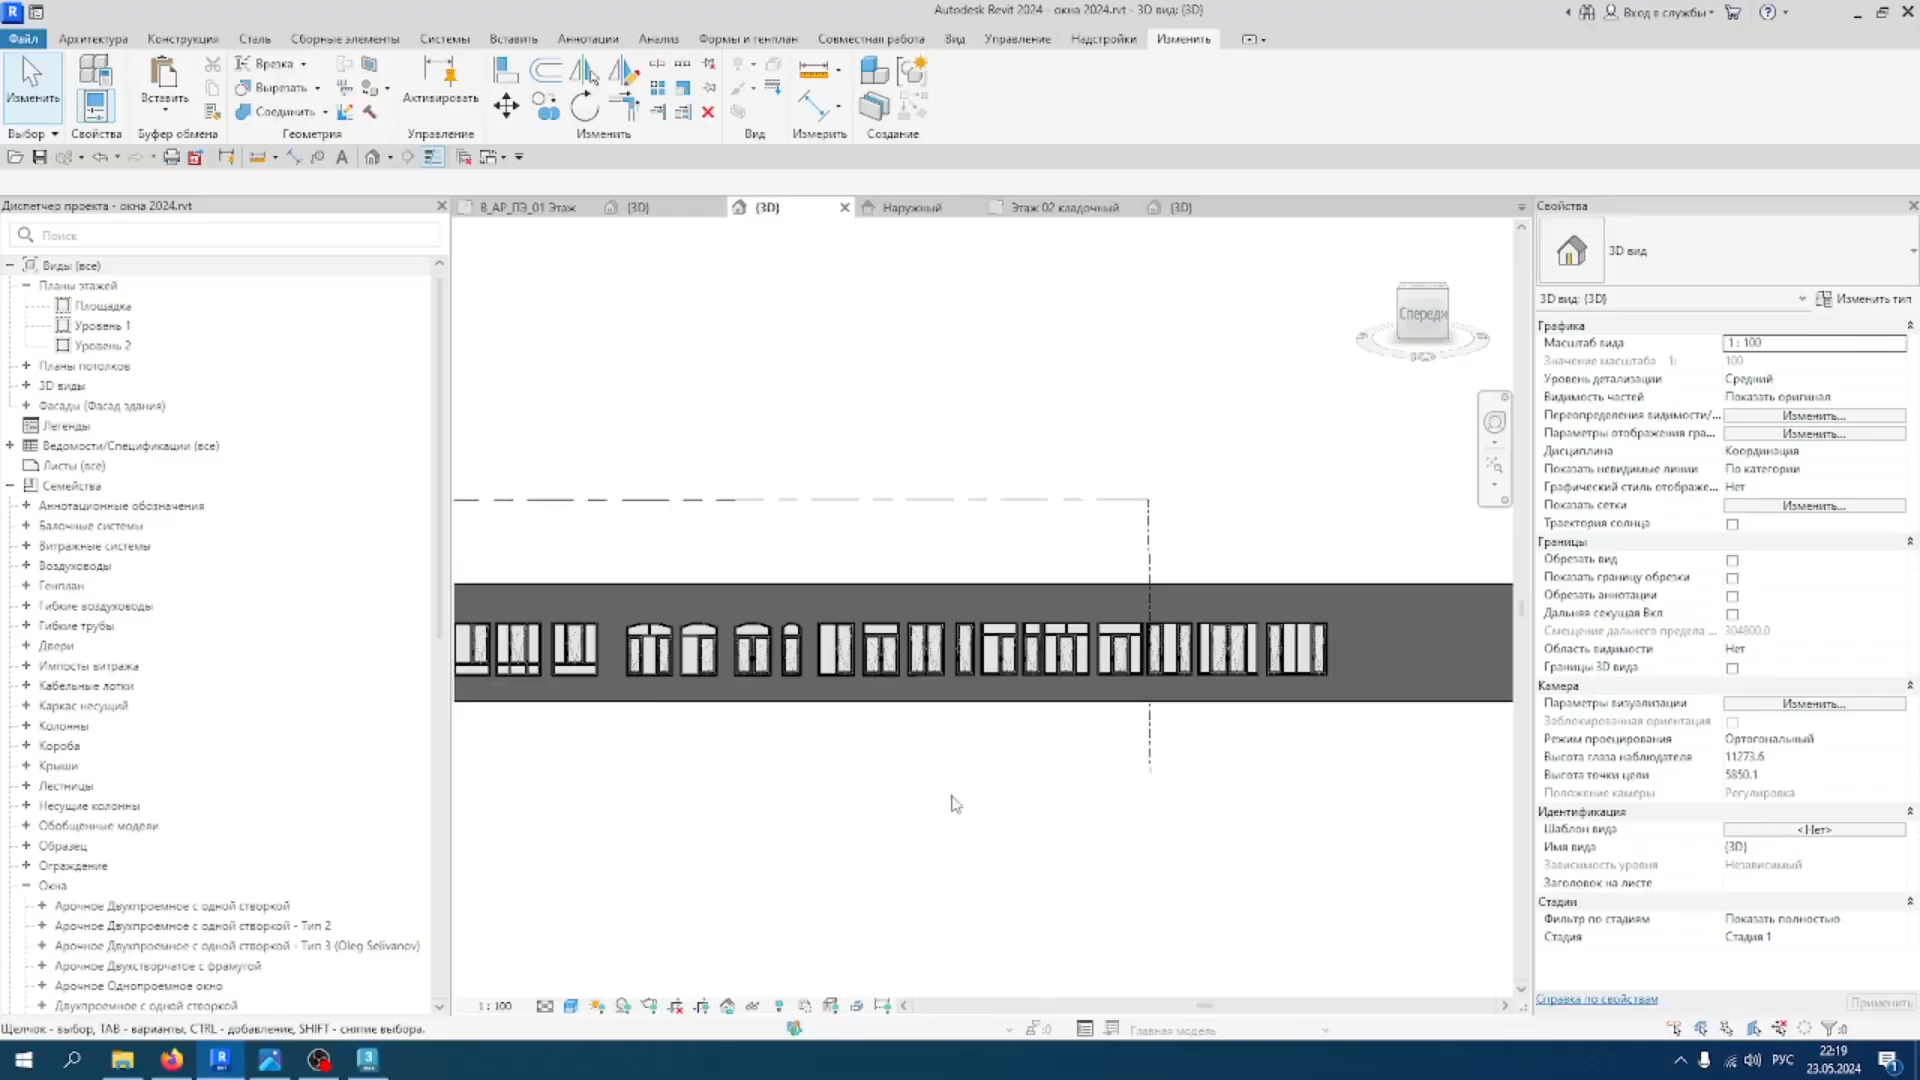 Autodesk Revit 2024 - окна 2024.rvt - 3D вид: {3D}
Вход в службы
Файл Архитектура Конструкция Сталь Сборные элементы Системы Вставить Аннотации Анализ Формы и генплан Совместная работа Вид Управление Надстройки Изменить
Изменить
Вставить
Врезка
Вырезать
Соединить
Активировать
Выбор Свойства Буфер обмена Геометрия Управление Изменить Вид Измерить Создание
Диспетчер проекта - окна 2024.rvt
В_АР_ПЭ_01 Этаж {3D} {3D} Наружный Этаж 02 кладочный {3D}
Поиск
Виды (все)
Планы этажей
Площадка
Уровень 1
Уровень 2
Планы потолков
3D виды
Фасады (Фасад здания)
Легенды
Ведомости/Спецификации (все)
Листы (все)
Семейства
Аннотационные обозначения
Балочные системы
Витражные системы
Воздуховоды
Генплан
Гибкие воздуховоды
Гибкие трубы
Двери
Импосты витража
Кабельные лотки
Каркас несущий
Колонны
Короба
Крыши
Лестницы
Несущие колонны
Обобщенные модели
Образец
Ограждение
Окна
Арочное Двухпроемное с одной створкой
Арочное Двухпроемное с одной створкой - Тип 2
Арочное Двухпроемное с одной створкой - Тип 3 (Oleg Selivanov)
Арочное Двухстворчатое с фрамугой
Арочное Однопроемное окно
Двухпроемное с одной створкой
Спереди
Свойства
3D вид
3D вид: {3D} Изменить тип
Графика
Масштаб вида 1 : 100
Значение масштаба 1: 100
Уровень детализации Средний
Видимость частей Показать оригинал
Переопределения видимости/... Изменить...
Параметры отображения гра... Изменить...
Дисциплина Координация
Показать невидимые линии По категории
Графический стиль отображе... Нет
Показать сетки Изменить...
Траектория солнца
Границы
Обрезать вид
Показать границу обрезки
Обрезать аннотации
Дальняя секущая Вкл
Смещение дальнего предела ... 304800.0
Область видимости Нет
Границы 3D вида
Камера
Параметры визуализации Изменить...
Заблокированная ориентация
Режим проецирования Ортогональный
Высота глаза наблюдателя 11273.6
Высота точки цели 5850.1
Положение камеры Регулировка
Идентификация
Шаблон вида <Нет>
Имя вида {3D}
Зависимость уровня Независимый
Заголовок на листе
Стадии
Фильтр по стадиям Показать полностью
Стадия Стадия 1
Справка по свойствам Применить
1 : 100
Щелчок - выбор, TAB - варианты, CTRL - добавление, SHIFT - снятие выбора.
:0
Главная модель
:0
РУС
22:19
23.05.2024